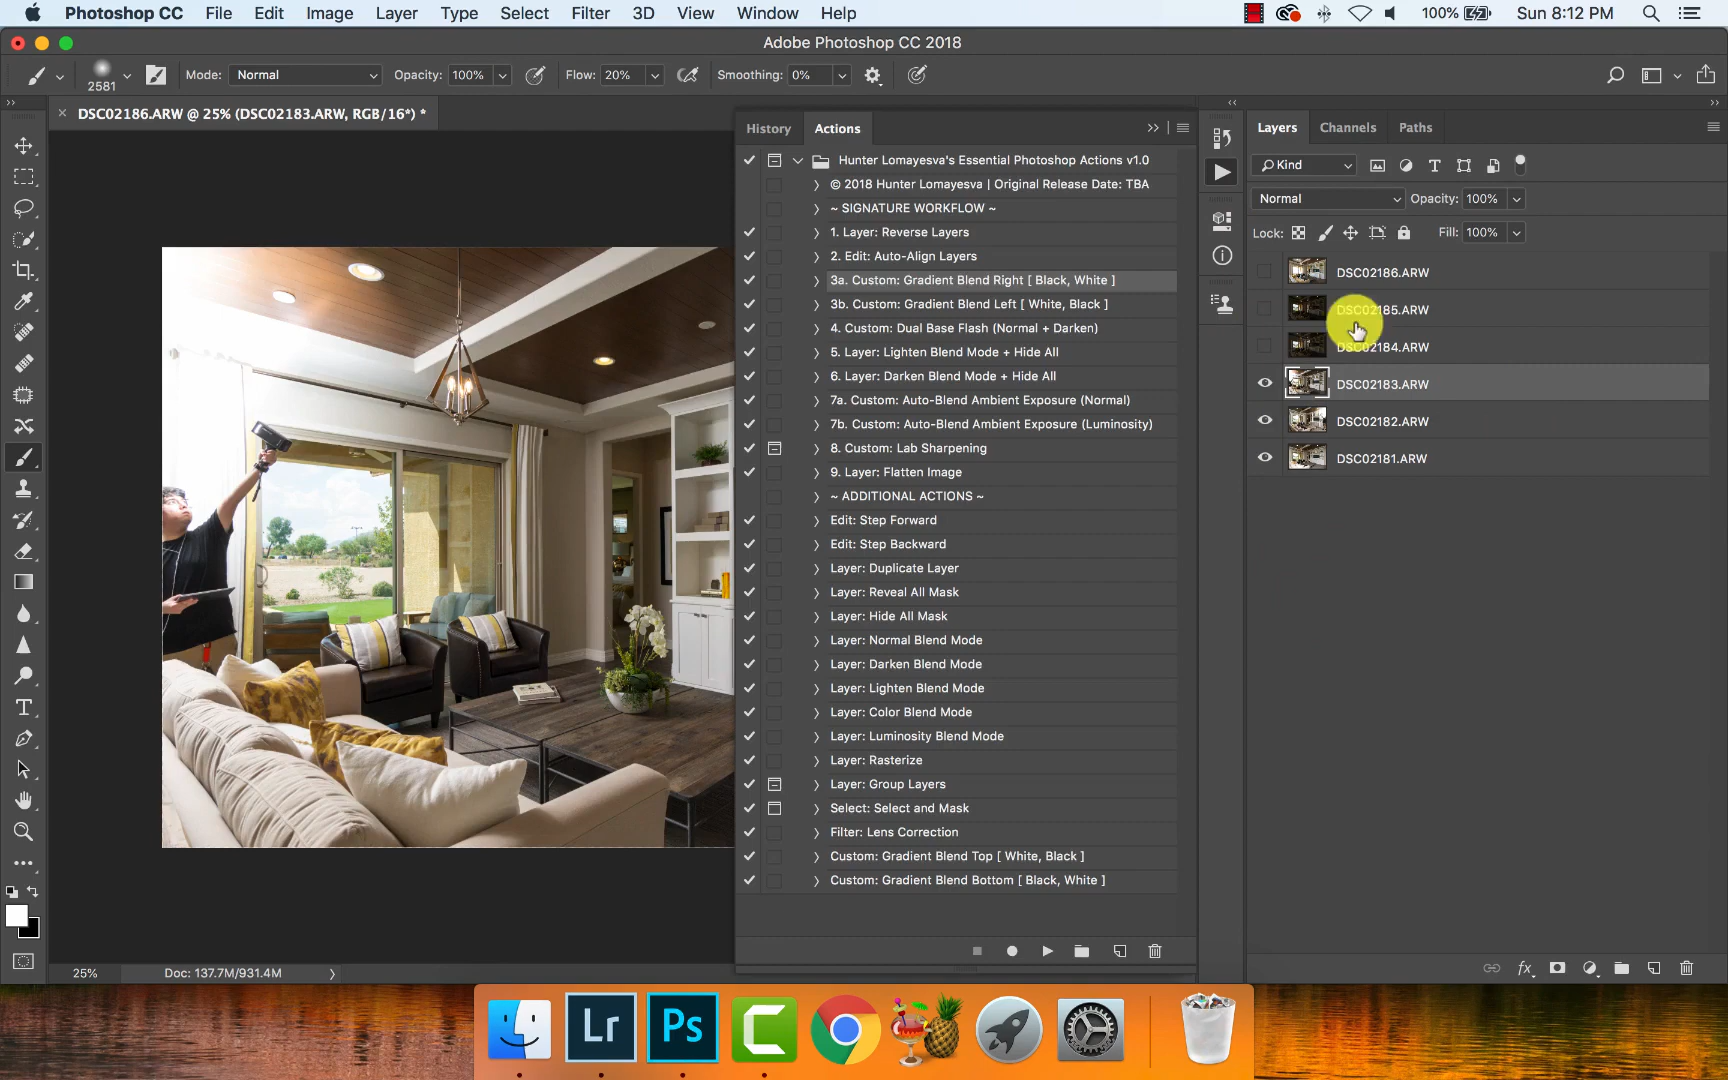 Photoshop CC File Edit Image Layer Type Select Filter 3D View Window Help 100% Sun 8:12 PM
Adobe Photoshop CC 2018
2581 Mode: Normal Opacity: 100% Flow: 20% Smoothing: 0%
DSC02186.ARW @ 25% (DSC02183.ARW, RGB/16*) *
History Actions
Hunter Lomayesva's Essential Photoshop Actions v1.0
© 2018 Hunter Lomayesva | Original Release Date: TBA
~ SIGNATURE WORKFLOW ~
1. Layer: Reverse Layers
2. Edit: Auto-Align Layers
3a. Custom: Gradient Blend Right [ Black, White ]
3b. Custom: Gradient Blend Left [ White, Black ]
4. Custom: Dual Base Flash (Normal + Darken)
5. Layer: Lighten Blend Mode + Hide All
6. Layer: Darken Blend Mode + Hide All
7a. Custom: Auto-Blend Ambient Exposure (Normal)
7b. Custom: Auto-Blend Ambient Exposure (Luminosity)
8. Custom: Lab Sharpening
9. Layer: Flatten Image
~ ADDITIONAL ACTIONS ~
Edit: Step Forward
Edit: Step Backward
Layer: Duplicate Layer
Layer: Reveal All Mask
Layer: Hide All Mask
Layer: Normal Blend Mode
Layer: Darken Blend Mode
Layer: Lighten Blend Mode
Layer: Color Blend Mode
Layer: Luminosity Blend Mode
Layer: Rasterize
Layer: Group Layers
Select: Select and Mask
Filter: Lens Correction
Custom: Gradient Blend Top [ White, Black ]
Custom: Gradient Blend Bottom [ Black, White ]
Layers Channels Paths
Kind
Normal Opacity: 100%
Lock: Fill: 100%
DSC02186.ARW
DSC02185.ARW
DSC02184.ARW
DSC02183.ARW
DSC02182.ARW
DSC02181.ARW
25% Doc: 137.7M/931.4M
Lr Ps